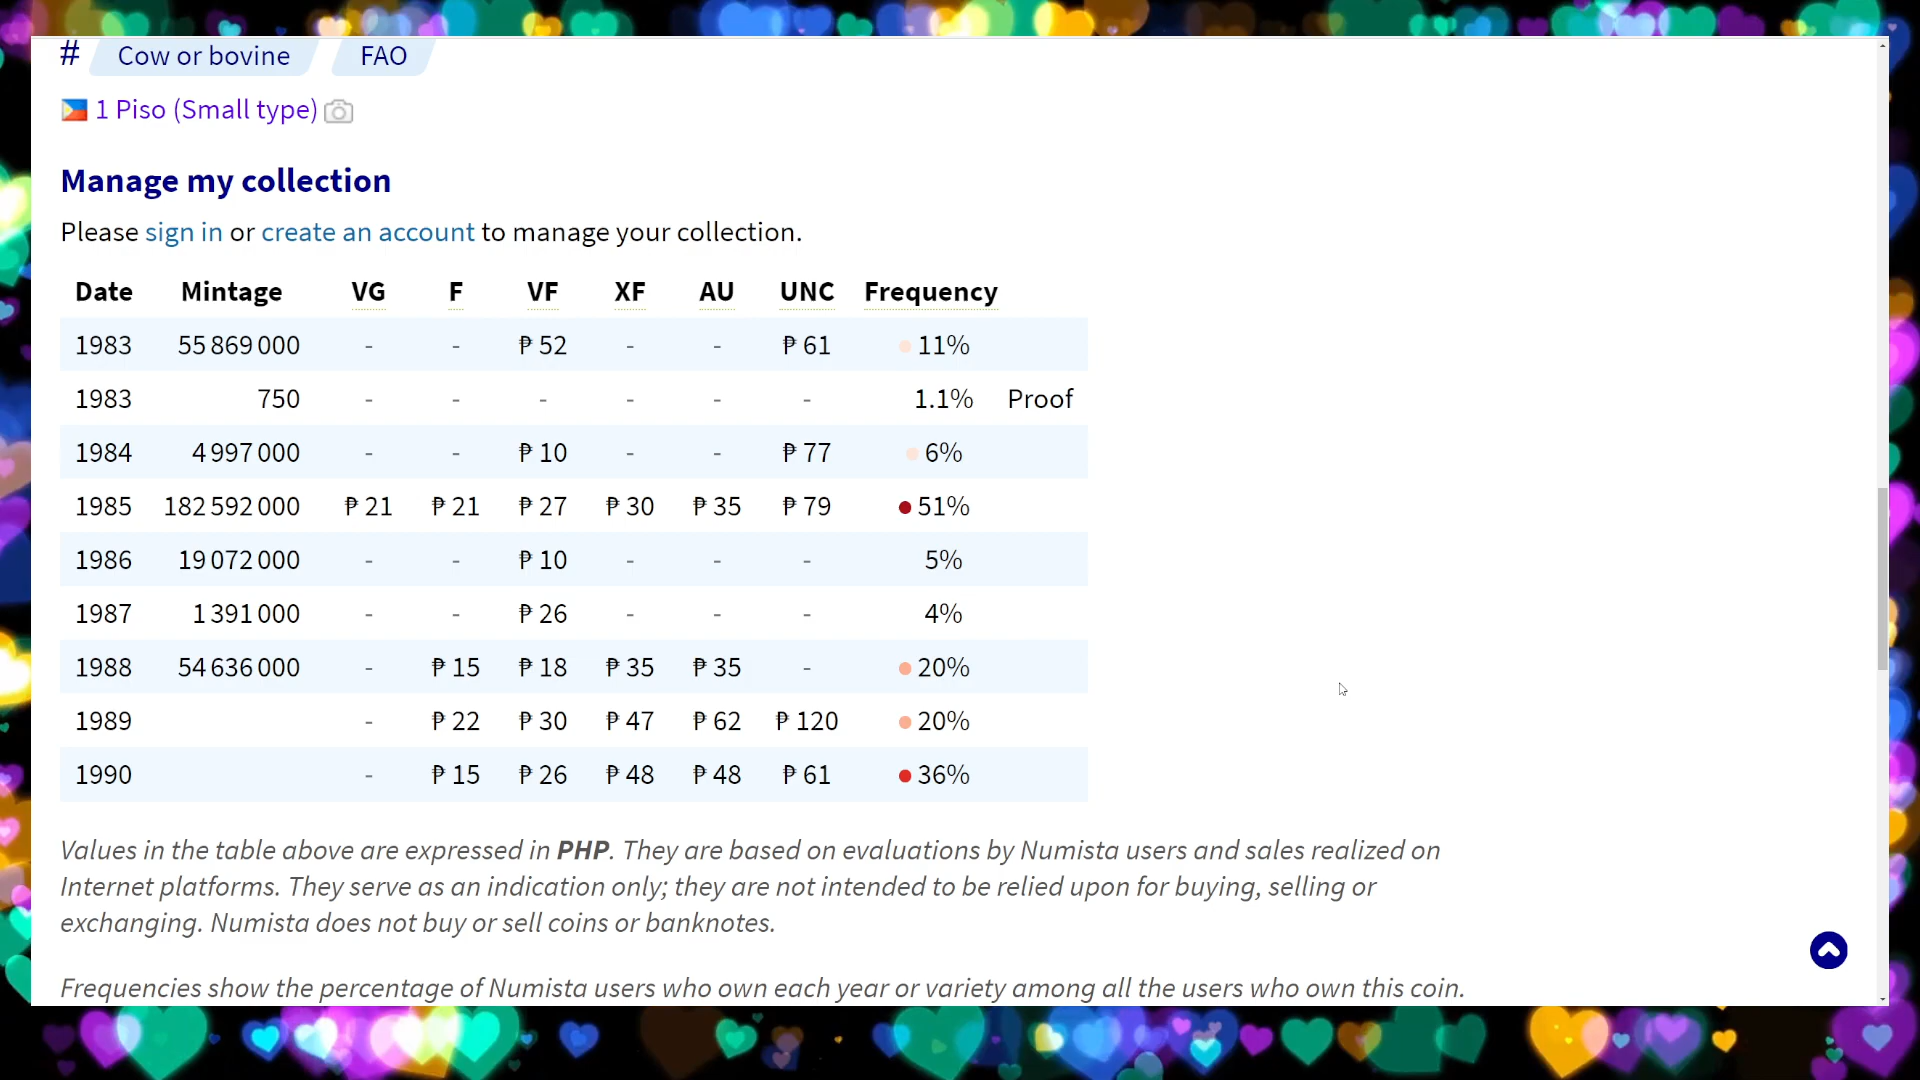 # Cow or bovine FAO
1 Piso (Small type)
Manage my collection
Please sign in or create an account to manage your collection.
Date Mintage VG F VF XF AU UNC Frequency
1983 55 869 000 - - ₱ 52 - - ₱ 61 11%
1983 750 - - - - - - 1.1% Proof
1984 4 997 000 - - ₱ 10 - - ₱ 77 6%
1985 182 592 000 ₱ 21 ₱ 21 ₱ 27 ₱ 30 ₱ 35 ₱ 79 51%
1986 19 072 000 - - ₱ 10 - - - 5%
1987 1 391 000 - - ₱ 26 - - - 4%
1988 54 636 000 - ₱ 15 ₱ 18 ₱ 35 ₱ 35 - 20%
1989 - ₱ 22 ₱ 30 ₱ 47 ₱ 62 ₱ 120 20%
1990 - ₱ 15 ₱ 26 ₱ 48 ₱ 48 ₱ 61 36%
Values in the table above are expressed in PHP. They are based on evaluations by Numista users and sales realized on
Internet platforms. They serve as an indication only; they are not intended to be relied upon for buying, selling or
exchanging. Numista does not buy or sell coins or banknotes.
Frequencies show the percentage of Numista users who own each year or variety among all the users who own this coin.